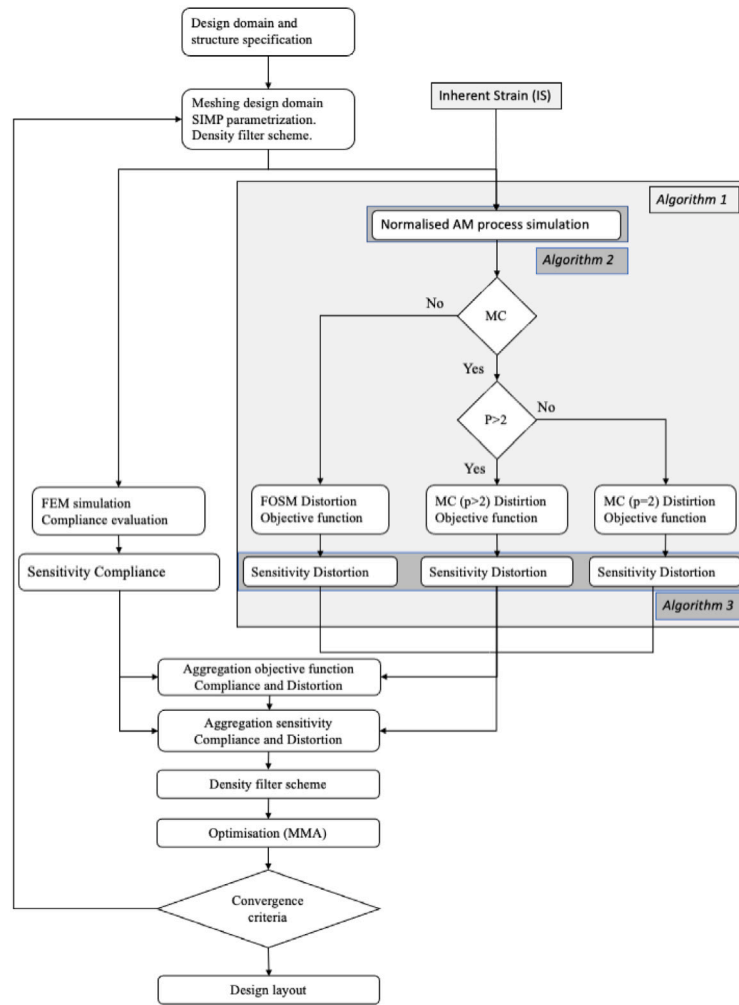 Design domain and
structure specification
Meshing design domain
SIMP parametrization.
Density filter scheme.
Inherent Strain (IS)
Algorithm 1
Normalised AM process simulation
Algorithm 2
No
MC
Yes
P>2
No
Yes
FEM simulation
Compliance evaluation
FOSM Distortion
Objective function
MC (p>2) Distirtion
Objective function
MC (p=2) Distirtion
Objective function
Sensitivity Compliance
Sensitivity Distortion
Sensitivity Distortion
Sensitivity Distortion
Algorithm 3
Aggregation objective function
Compliance and Distortion
Aggregation sensitivity
Compliance and Distortion
Density filter scheme
Optimisation (MMA)
Convergence
criteria
Design layout